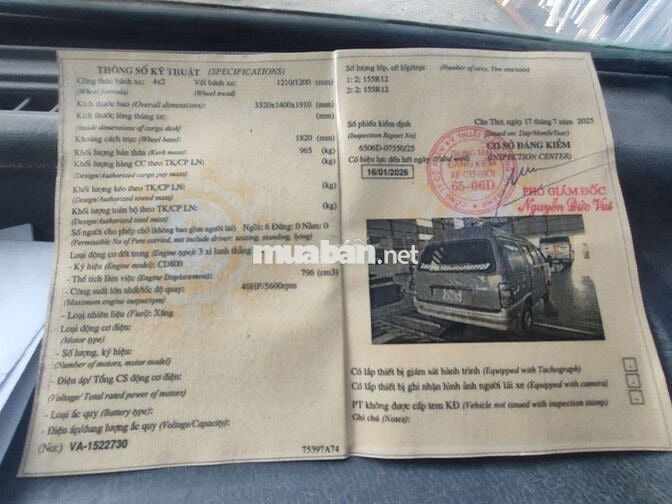 THÔNG SỐ KỸ THUẬT (SPECIFICATIONS)
Công thức bánh xe: 4x2 Vết bánh xe: 1210/1200 (mm)
(Wheel formula) (Wheel tread)
Kích thước bao (Overall dimensions): 3320x1400x1910 (mm)
Kích thước lòng thùng xe: (mm)
(Inside dimensions of cargo deck)
Khoảng cách trục (Wheel base): 1820 (mm)
Khối lượng bản thân (Kerb mass): 965 (kg)
Khối lượng hàng CC theo TK/CP LN: (kg)
(Design/Authorized cargo pay mass)
Khối lượng kéo theo TK/CP LN: (kg)
(Design/Authorized towed mass)
Khối lượng toàn bộ theo TK/CP LN: (kg)
(Design/Authorized total mass)
Số người cho phép chở (không bao gồm người lái) Ngồi: 6 Đứng: 0 Nằm: 0
(Permissible No of Pers carried, not include driver: seating, standing, lying)
Loại động cơ đốt trong (Engine type): 3 xi lanh thẳng
- Ký hiệu (Engine model): CD800
- Thể tích làm việc (Engine Displacement): 796 (cm3)
- Công suất lớn nhất/tốc độ quay: 40HP/5600rpm
(Maximum engine output/rpm)
- Loại nhiên liệu (Fuel): Xăng
Loại động cơ điện:
(Motor type)
- Số lượng, ký hiệu:
(Number of motors, motor model)
- Điện áp/ Tổng CS động cơ điện:
(Voltage/ Total rated power of motors)
- Loại ắc quy (Battery type):
- Điện áp/dung lượng ắc quy (Voltage/Capacity):
(No:) VA-1522730
75397A74
Số lượng lốp, cỡ lốp/trục (Number of tires, Tire size/axle)
1: 2; 155R12
2: 2; 155R12
Số phiếu kiểm định
(Inspection Report No)
6506D-07550/25
Có hiệu lực đến hết ngày (Valid until)
16/01/2026
Cần Thơ, ngày 17 tháng 7 năm 2025
(Issued on: Day/Month/Year)
CƠ SỞ ĐĂNG KIỂM
(INSPECTION CENTER)
TRUNG TÂM
ĐĂNG KIỂM
XE CƠ GIỚI
65-06D
PHÓ GIÁM ĐỐC
Nguyễn Đức Vui
muaban.net
Có lắp thiết bị giám sát hành trình (Equipped with Tachograph)
Có lắp thiết bị ghi nhận hình ảnh người lái xe (Equipped with camera)
PT không được cấp tem KĐ (Vehicle not issued with inspection stamp)
Ghi chú (Notes):